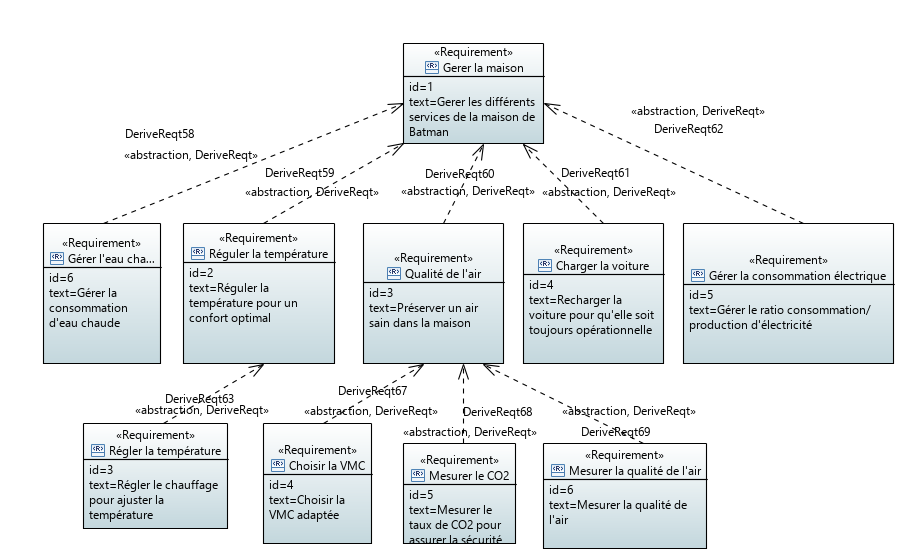 «Requirement»
Gerer la maison
id=1
text=Gerer les différents
services de la maison de
Batman
«abstraction, DeriveReqt»
DeriveReqt62
DeriveReqt58
«abstraction, DeriveReqt»
DeriveReqt59
«abstraction, DeriveReqt»
DeriveReqt60
«abstraction, DeriveReqt»
DeriveReqt61
«abstraction, DeriveReqt»
«Requirement»
Gérer l'eau cha...
id=6
text=Gérer la
consommation
d'eau chaude
«Requirement»
Réguler la température
id=2
text=Réguler la
température pour un
confort optimal
«Requirement»
Qualité de l'air
id=3
text=Préserver un air
sain dans la maison
«Requirement»
Charger la voiture
id=4
text=Recharger la
voiture pour qu'elle soit
toujours opérationnelle
«Requirement»
Gérer la consommation électrique
id=5
text=Gérer le ratio consommation/
production d'électricité
DeriveReqt63
«abstraction, DeriveReqt»
DeriveReqt67
«abstraction, DeriveReqt»
DeriveReqt68
«abstraction, DeriveReqt»
«abstraction, DeriveReqt»
DeriveReqt69
«Requirement»
Régler la température
id=3
text=Régler le chauffage
pour ajuster la
température
«Requirement»
Choisir la VMC
id=4
text=Choisir la
VMC adaptée
«Requirement»
Mesurer le CO2
id=5
text=Mesurer le
taux de CO2 pour
assurer la sécurité
«Requirement»
Mesurer la qualité de l'air
id=6
text=Mesurer la qualité de
l'air